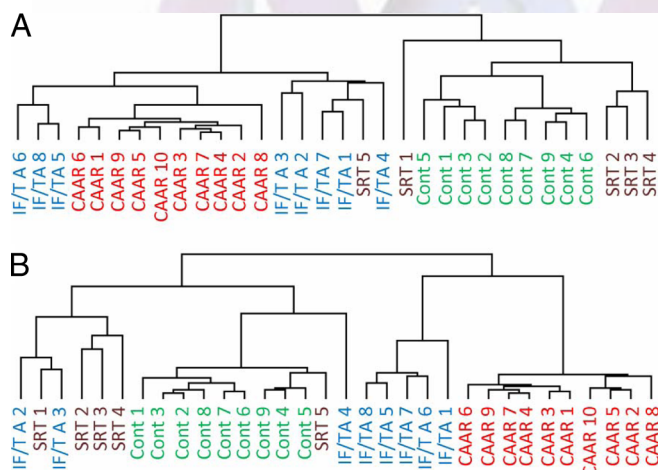 A
IF/TA 6 IF/TA 8 IF/TA 5 CAAR 6 CAAR 1 CAAR 9 CAAR 5 CAAR 10 CAAR 3 CAAR 7 CAAR 4 CAAR 2 CAAR 8 IF/TA 3 IF/TA 2 IF/TA 7 IF/TA 1 SRT 5 IF/TA 4 SRT 1 Cont 5 Cont 1 Cont 3 Cont 2 Cont 8 Cont 7 Cont 9 Cont 4 Cont 6 SRT 2 SRT 3 SRT 4
B
IF/TA 2 SRT 1 IF/TA 3 SRT 2 SRT 3 SRT 4 Cont 1 Cont 3 Cont 2 Cont 8 Cont 7 Cont 6 Cont 9 Cont 4 Cont 5 SRT 5 IF/TA 4 IF/TA 8 IF/TA 5 IF/TA 7 IF/TA 6 IF/TA 1 CAAR 6 CAAR 9 CAAR 7 CAAR 4 CAAR 3 CAAR 1 CAAR 10 CAAR 5 CAAR 2 CAAR 8